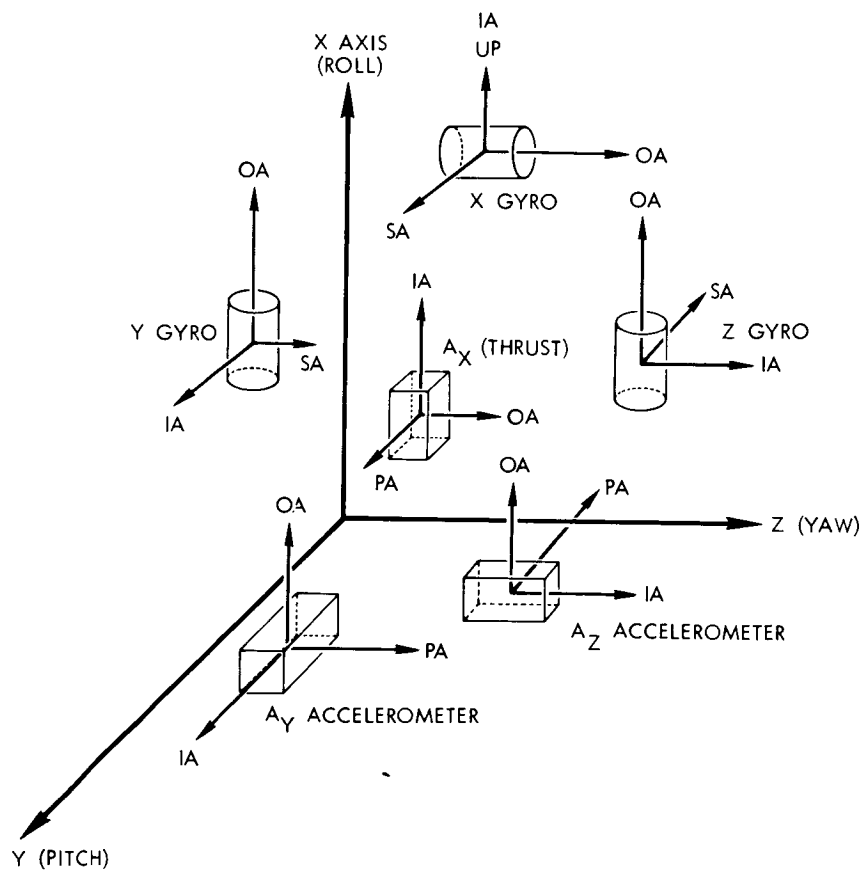 IA
UP
X AXIS
(ROLL)
OA
OA
X GYRO
SA
OA
SA
Z GYRO
IA
Y GYRO
SA
IA
IA
A_X (THRUST)
OA
PA
OA
PA
Z (YAW)
IA
A_Z ACCELEROMETER
OA
PA
A_Y ACCELEROMETER
IA
Y (PITCH)